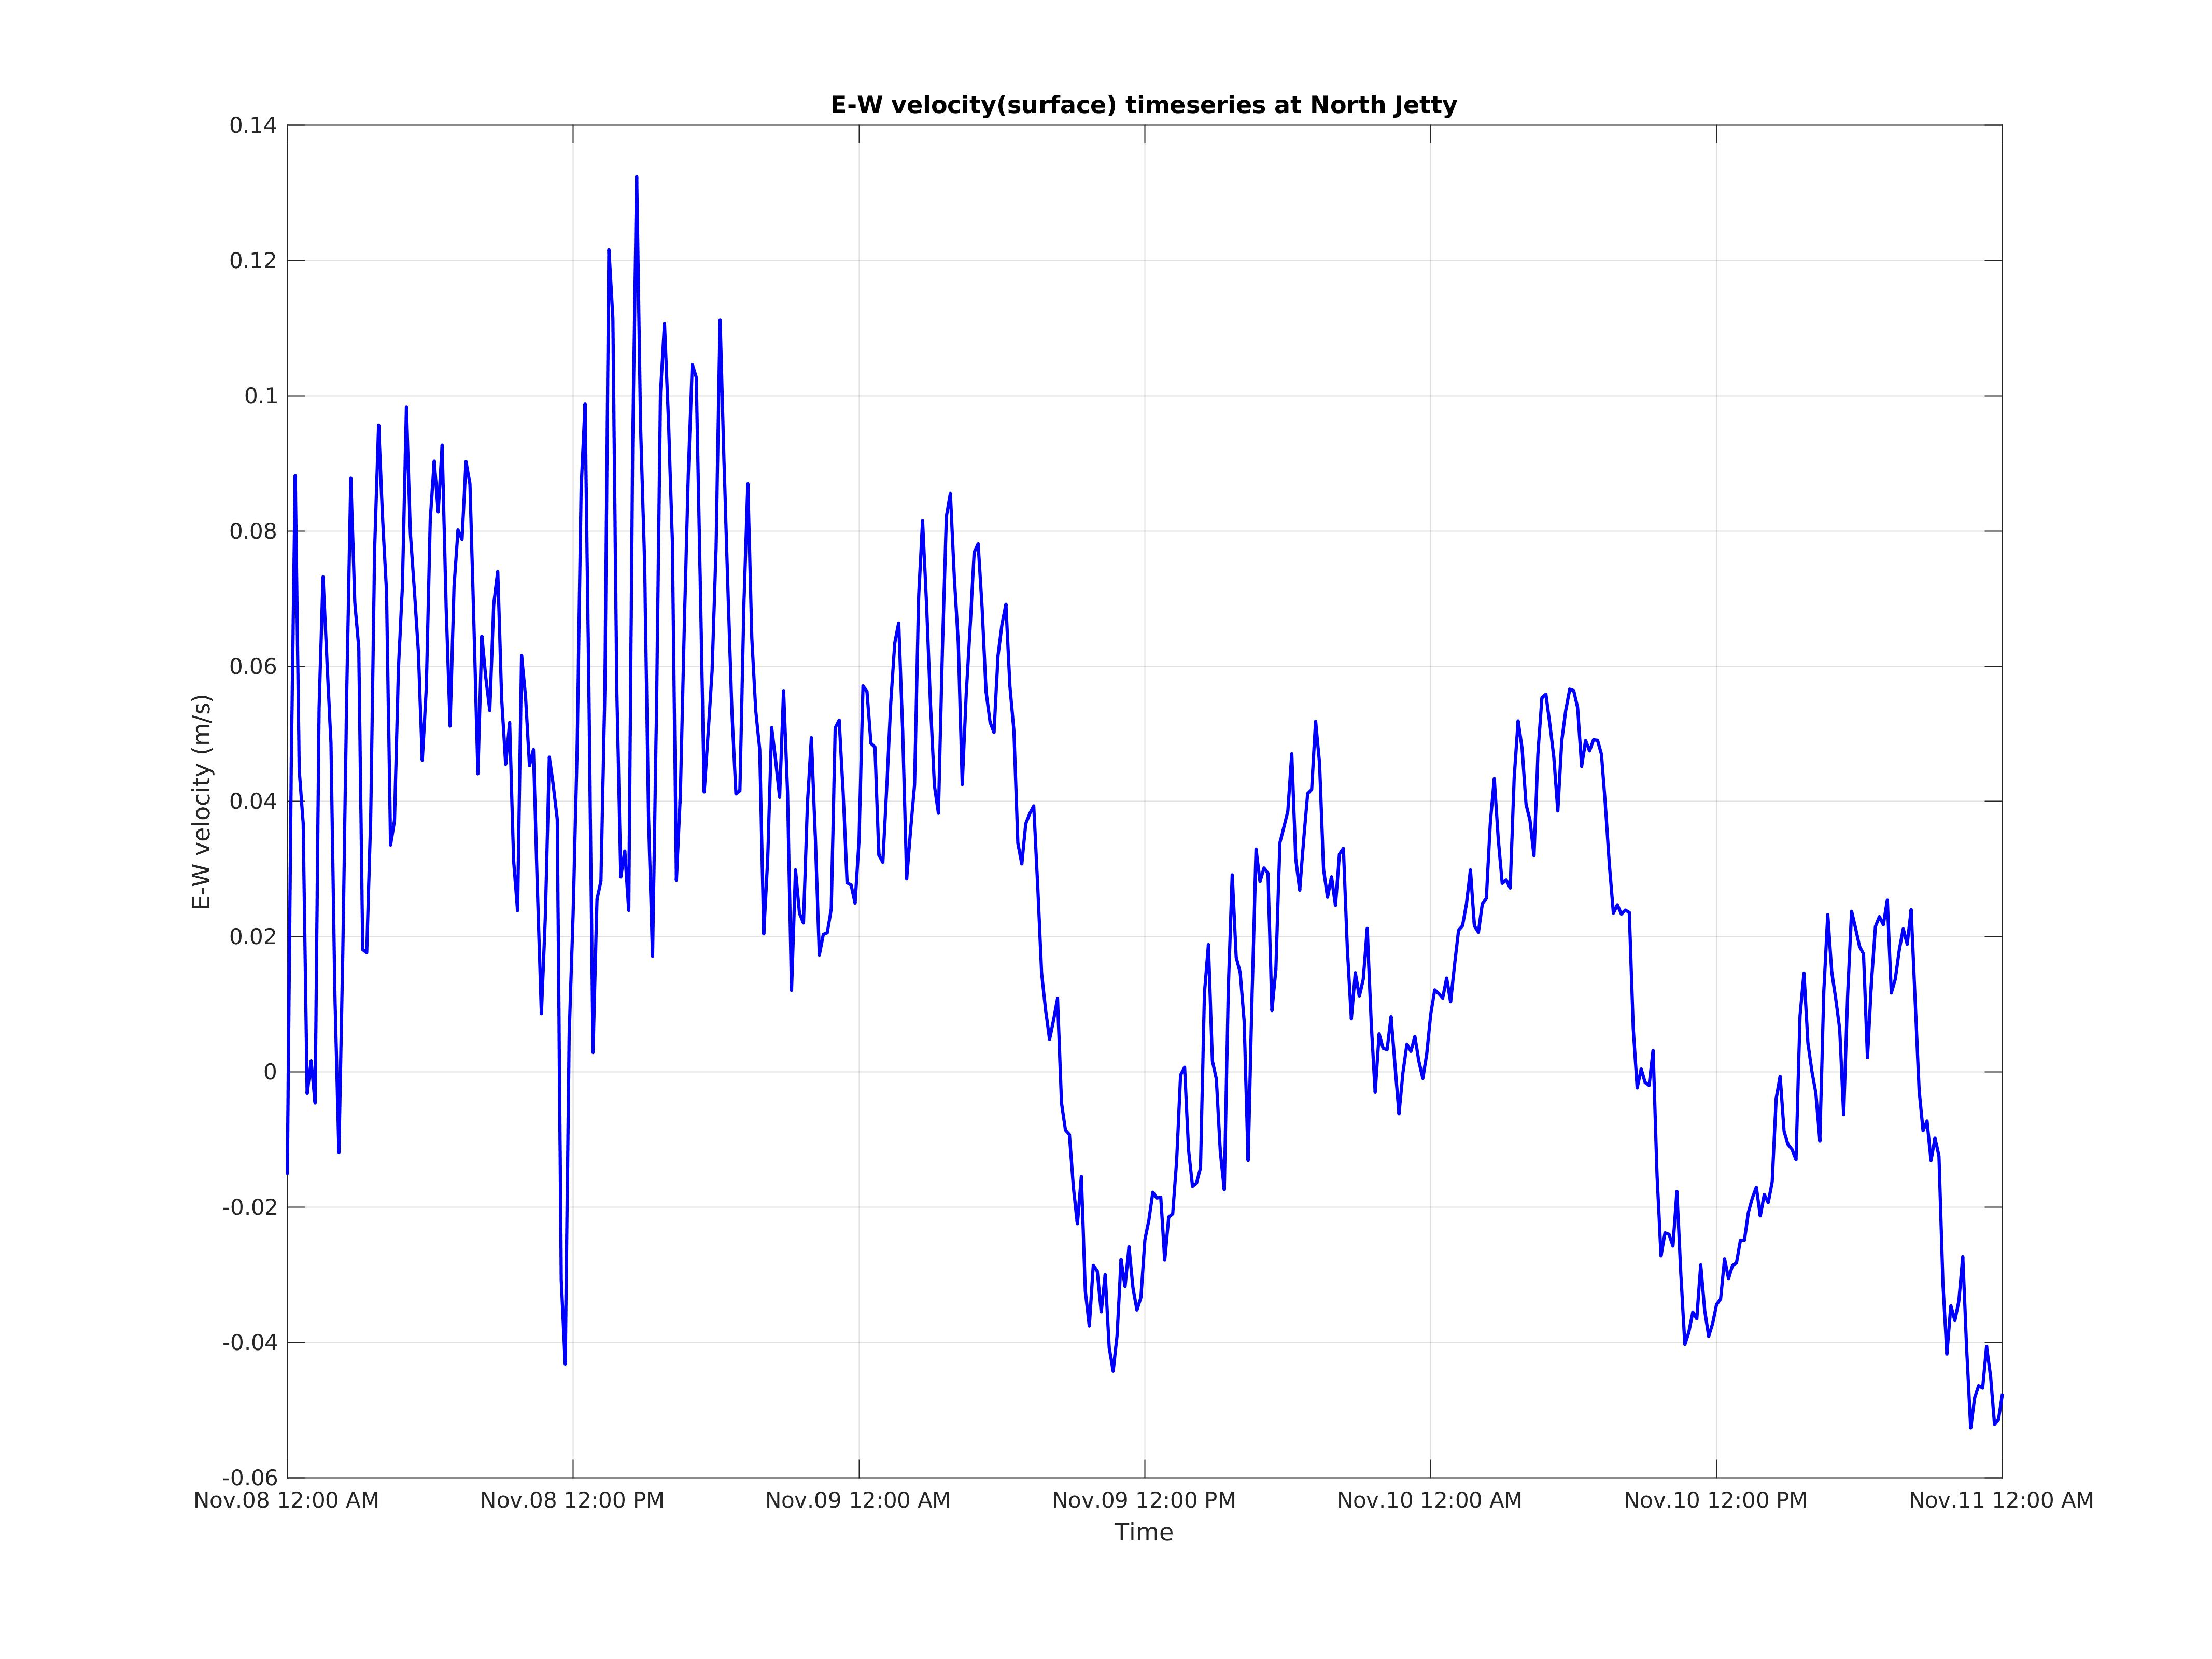 E-W velocity(surface) timeseries at North Jetty
0.14
0.12
0.1
0.08
0.06
0.04
0.02
0
-0.02
-0.04
-0.06
E-W velocity (m/s)
Nov.08 12:00 AM
Nov.08 12:00 PM
Nov.09 12:00 AM
Nov.09 12:00 PM
Nov.10 12:00 AM
Nov.10 12:00 PM
Nov.11 12:00 AM
Time